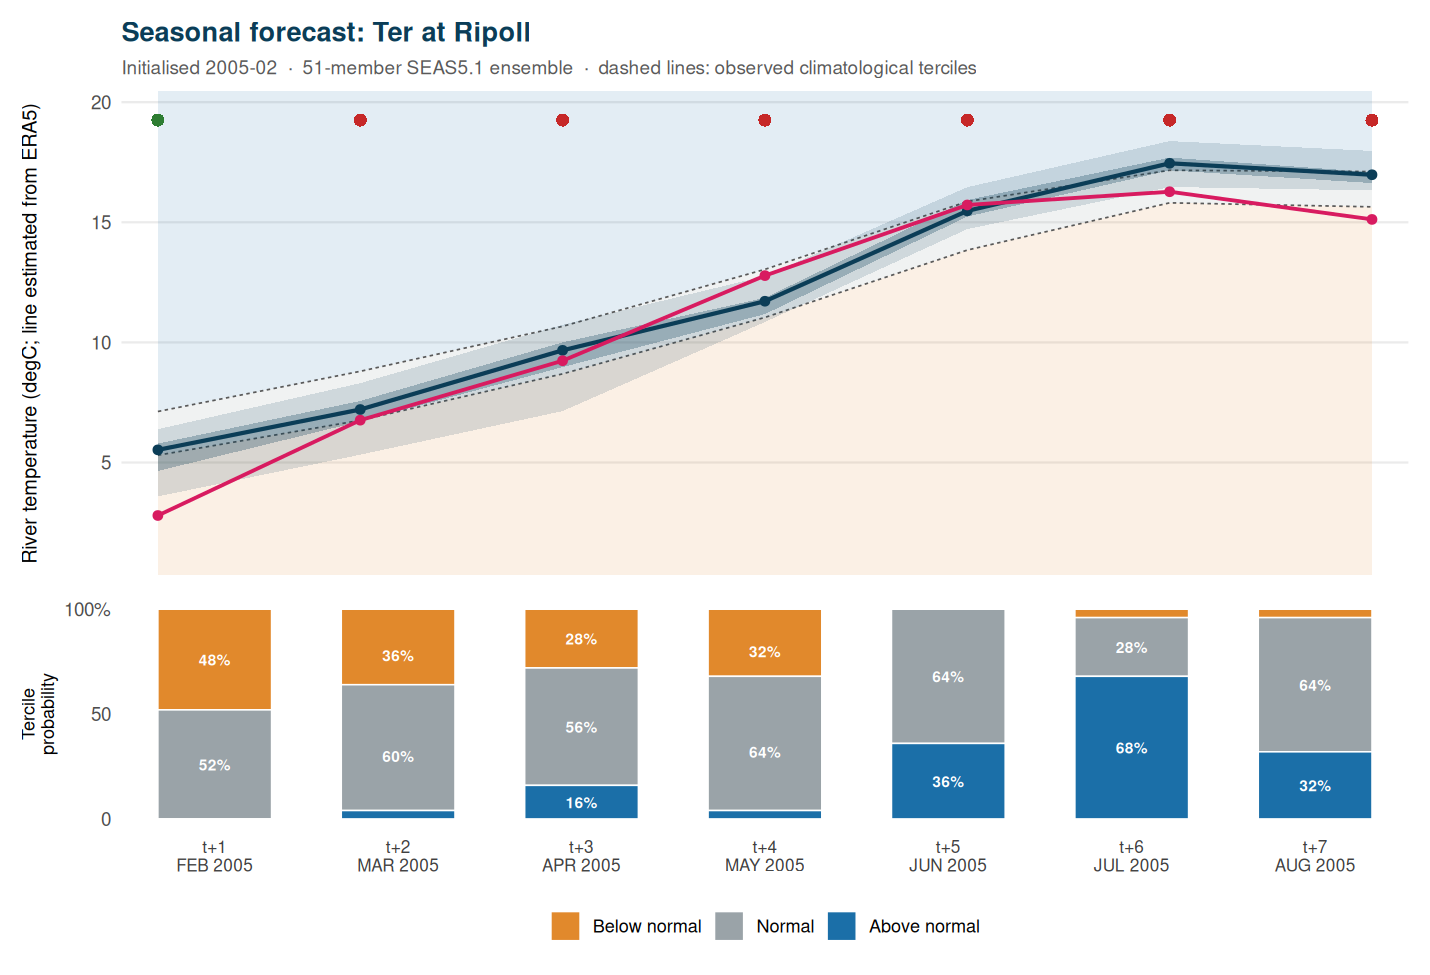 Seasonal forecast: Ter at Ripoll
Initialised 2005-02 · 51-member SEAS5.1 ensemble · dashed lines: observed climatological terciles
River temperature (degC; line estimated from ERA5)
20
15
10
5
Tercile
probability
100%
50
0
48%
36%
28%
32%
64%
28%
64%
52%
60%
56%
64%
36%
68%
32%
16%
t+1
FEB 2005
t+2
MAR 2005
t+3
APR 2005
t+4
MAY 2005
t+5
JUN 2005
t+6
JUL 2005
t+7
AUG 2005
Below normal
Normal
Above normal